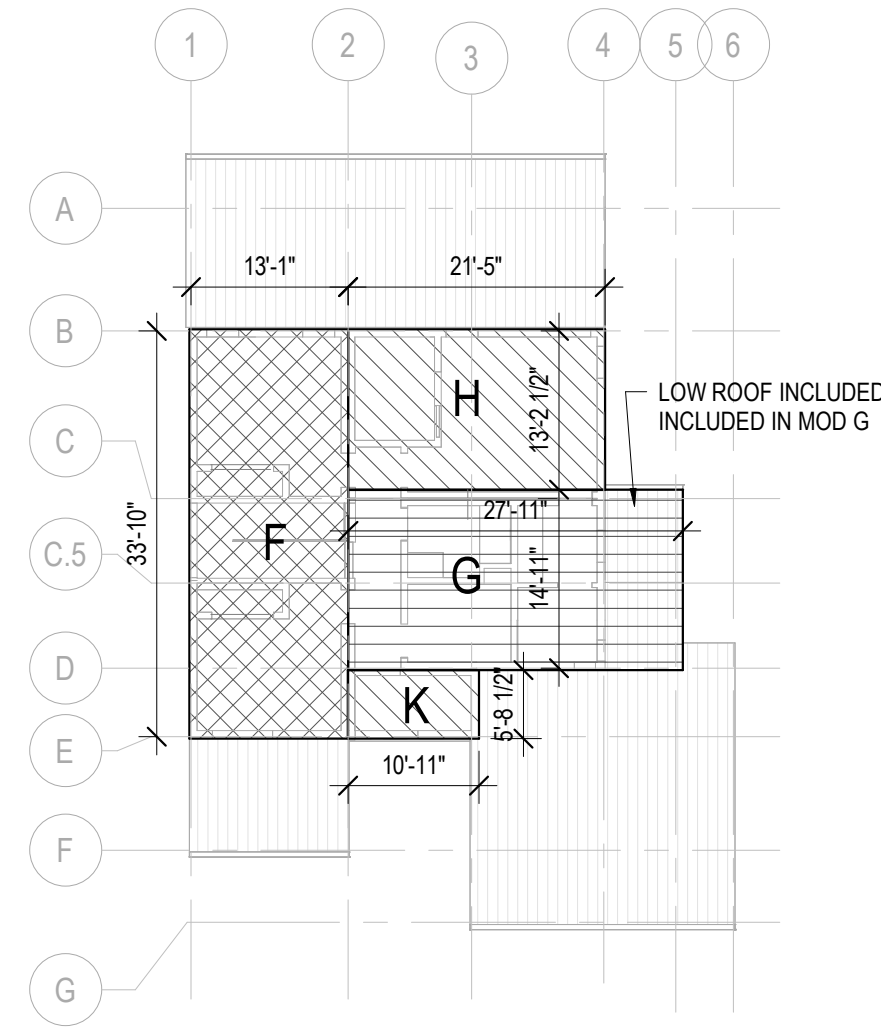 1
2
3
4
5
6
A
13'-1"
21'-5"
B
H
13'-2 1/2"
LOW ROOF INCLUDED
INCLUDED IN MOD G
C
33'-10"
27'-11"
C.5
F
G
14'-11"
D
K
5'-8 1/2"
E
10'-11"
F
G